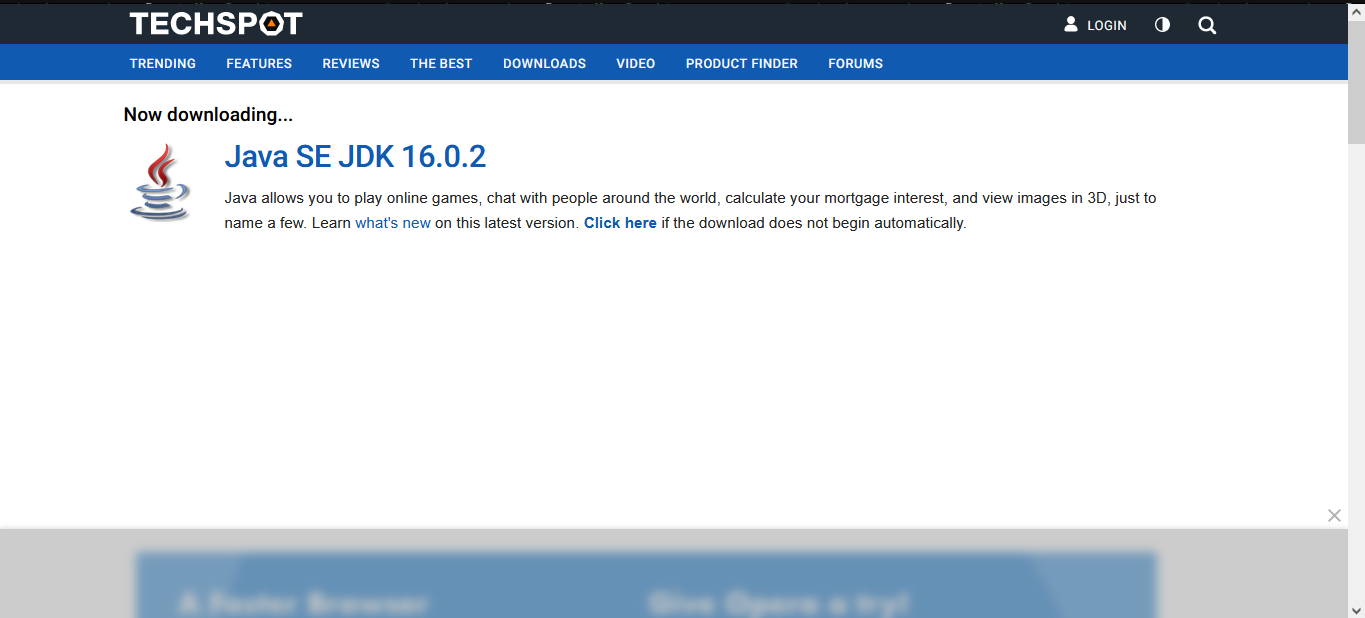 TECHSPOT
LOGIN
TRENDING FEATURES REVIEWS THE BEST DOWNLOADS VIDEO PRODUCT FINDER FORUMS
Now downloading...
Java SE JDK 16.0.2
Java allows you to play online games, chat with people around the world, calculate your mortgage interest, and view images in 3D, just to
name a few. Learn what's new on this latest version. Click here if the download does not begin automatically.
A Faster Browser Give Opera a try!